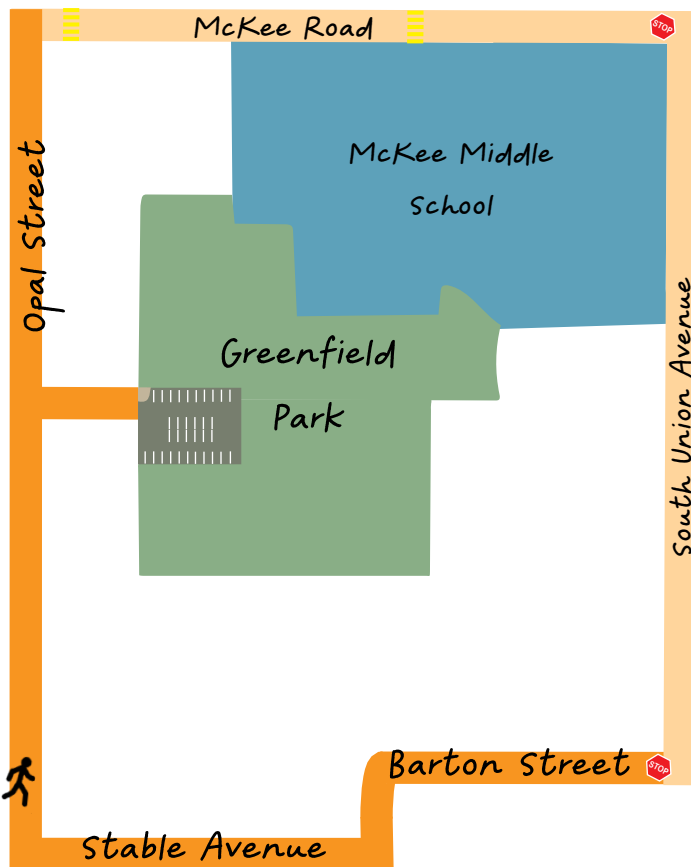 McKee Road
STOP
McKee Middle
School
Opal Street
Greenfield
Park
South Union Avenue
Barton Street
STOP
Stable Avenue